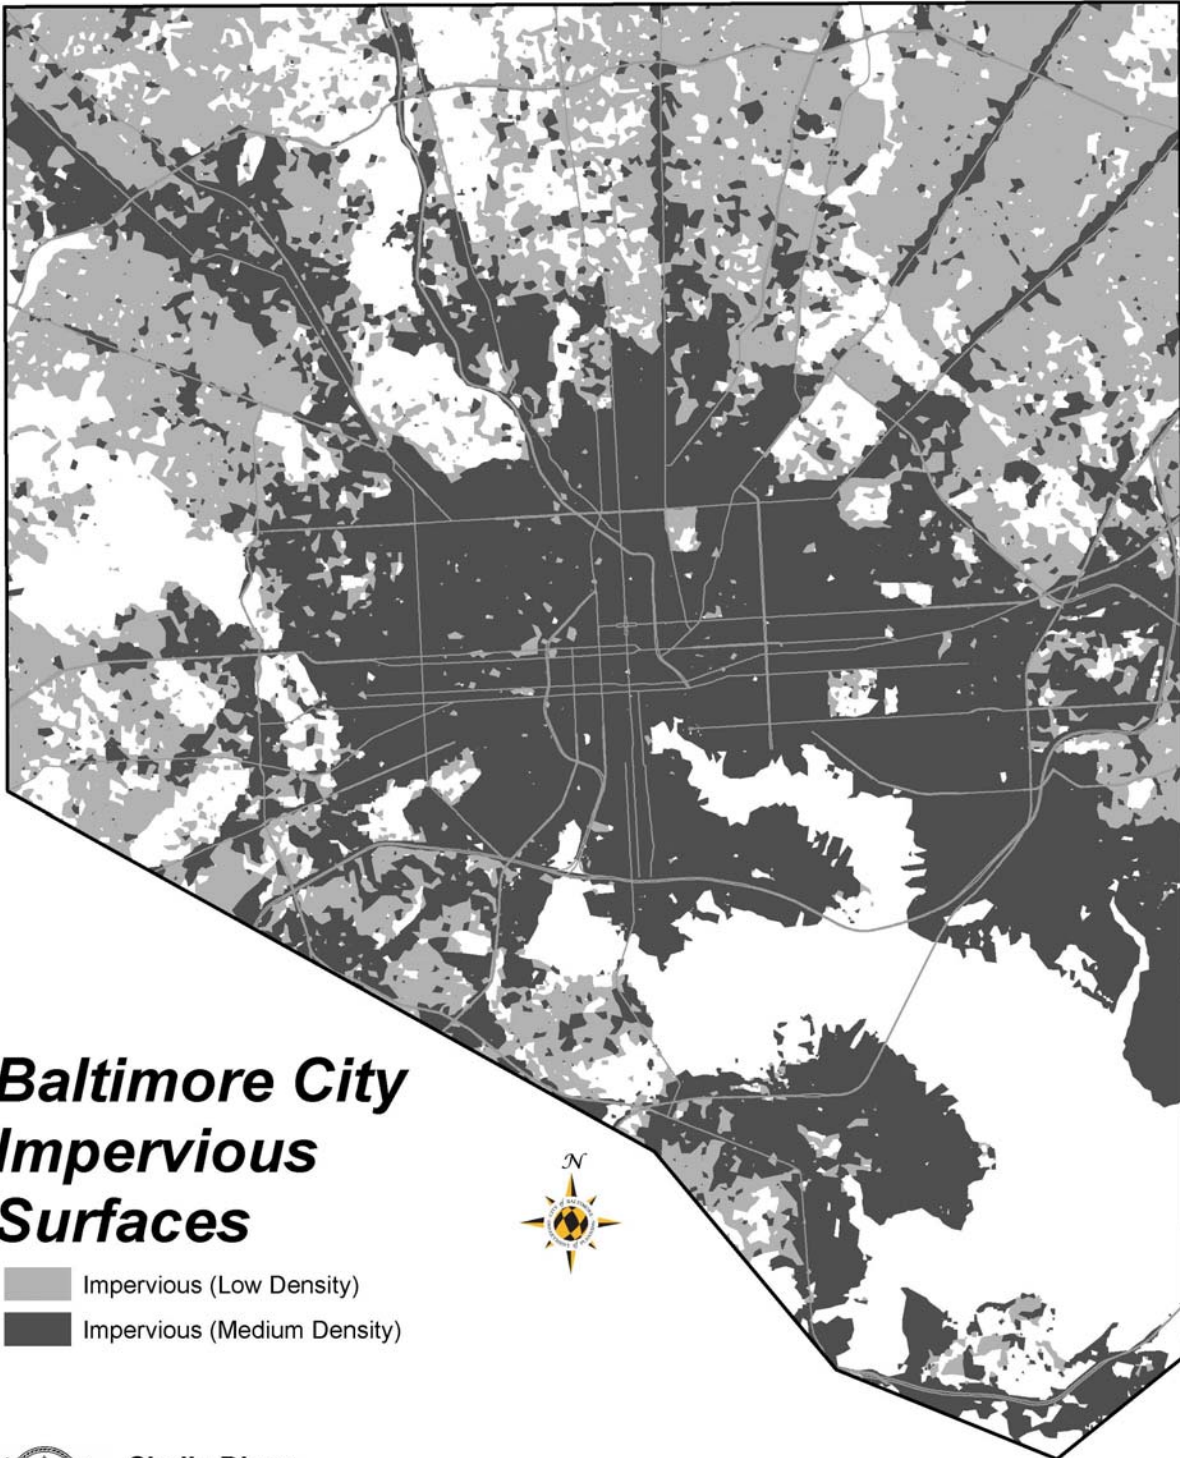 Baltimore City
Impervious
Surfaces
N
Impervious (Low Density)
Impervious (Medium Density)